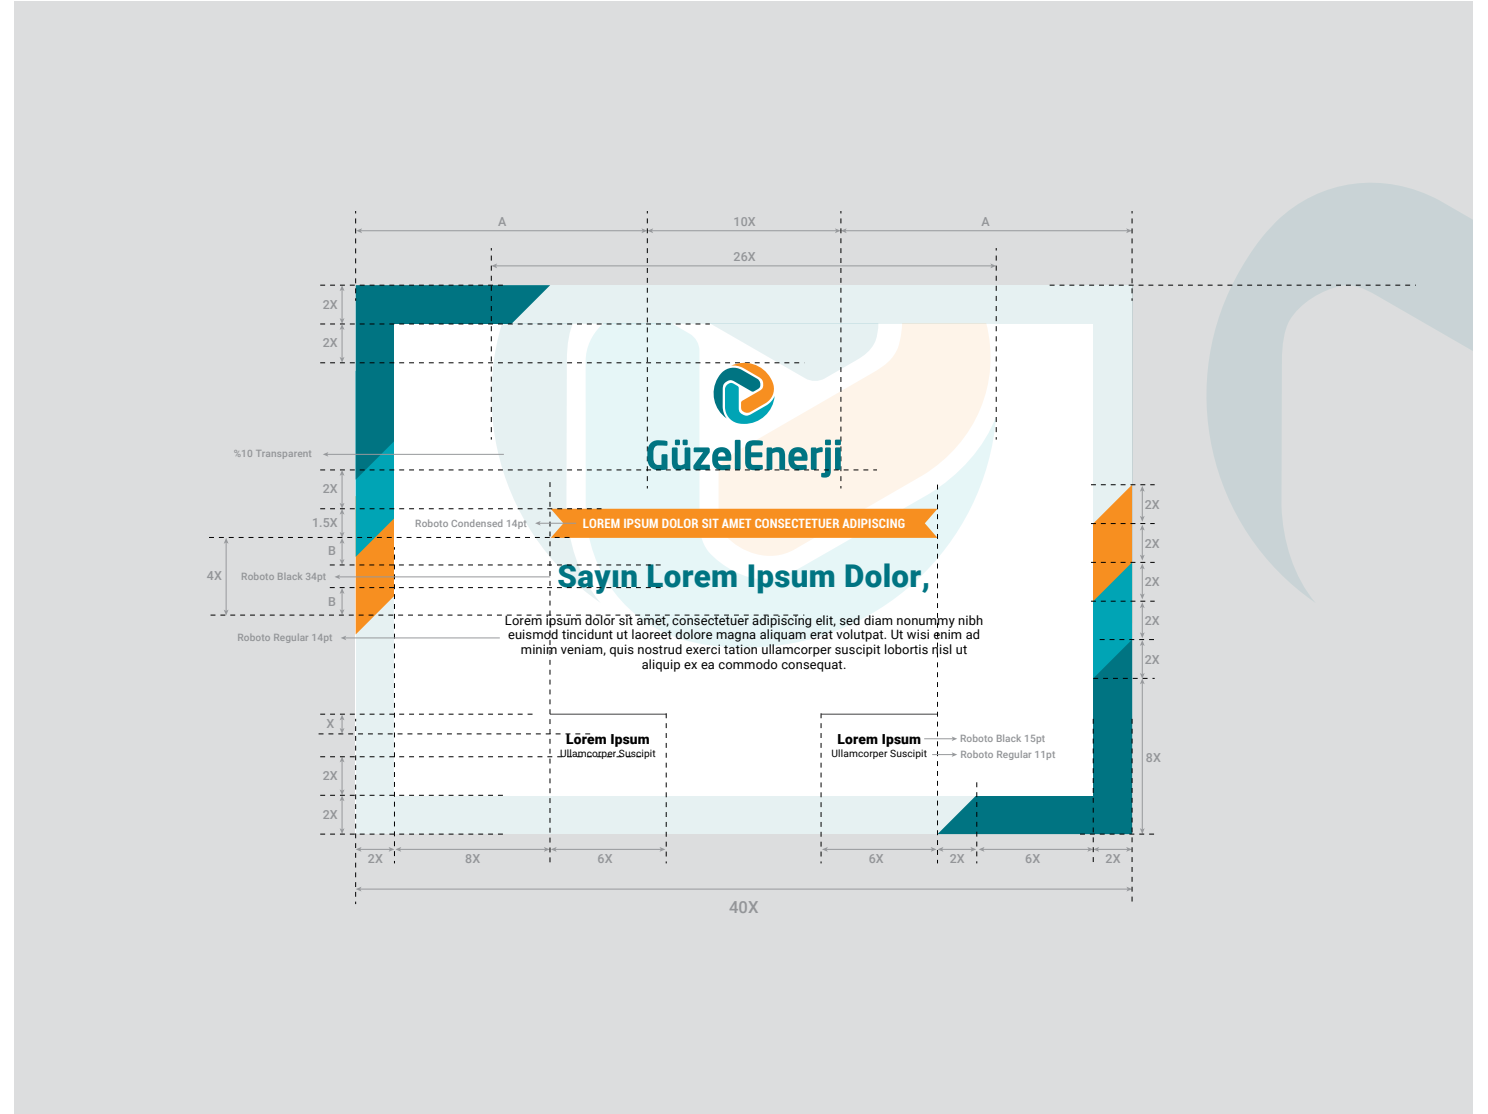 A 10X A
26X
2X
2X
GüzelEnerji
%10 Transparent
2X
2X
1.5X
Roboto Condensed 14pt
LOREM IPSUM DOLOR SIT AMET CONSECTETUER ADIPISCING
2X
B
4X
Roboto Black 34pt
Sayın Lorem Ipsum Dolor,
2X
B
2X
Roboto Regular 14pt
Lorem ipsum dolor sit amet, consectetuer adipiscing elit, sed diam nonummy nibh
euismod tincidunt ut laoreet dolore magna aliquam erat volutpat. Ut wisi enim ad
minim veniam, quis nostrud exerci tation ullamcorper suscipit lobortis nisl ut
aliquip ex ea commodo consequat.
2X
X
Lorem Ipsum
Ullamcorper Suscipit
Lorem Ipsum
Ullamcorper Suscipit
Roboto Black 15pt
Roboto Regular 11pt
8X
2X
2X
2X 8X 6X 6X 2X 6X 2X
40X